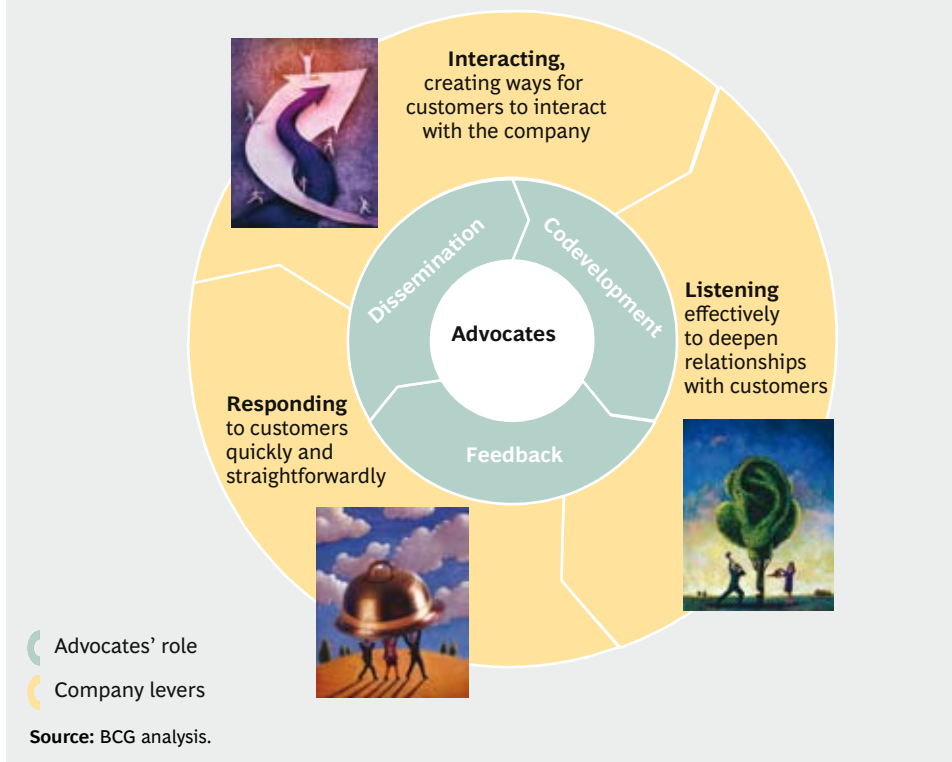 Interacting,
creating ways for
customers to interact
with the company
Dissemination
Codevelopment
Advocates
Feedback
Listening
effectively
to deepen
relationships
with customers
Responding
to customers
quickly and
straightforwardly
Advocates’ role
Company levers
Source: BCG analysis.